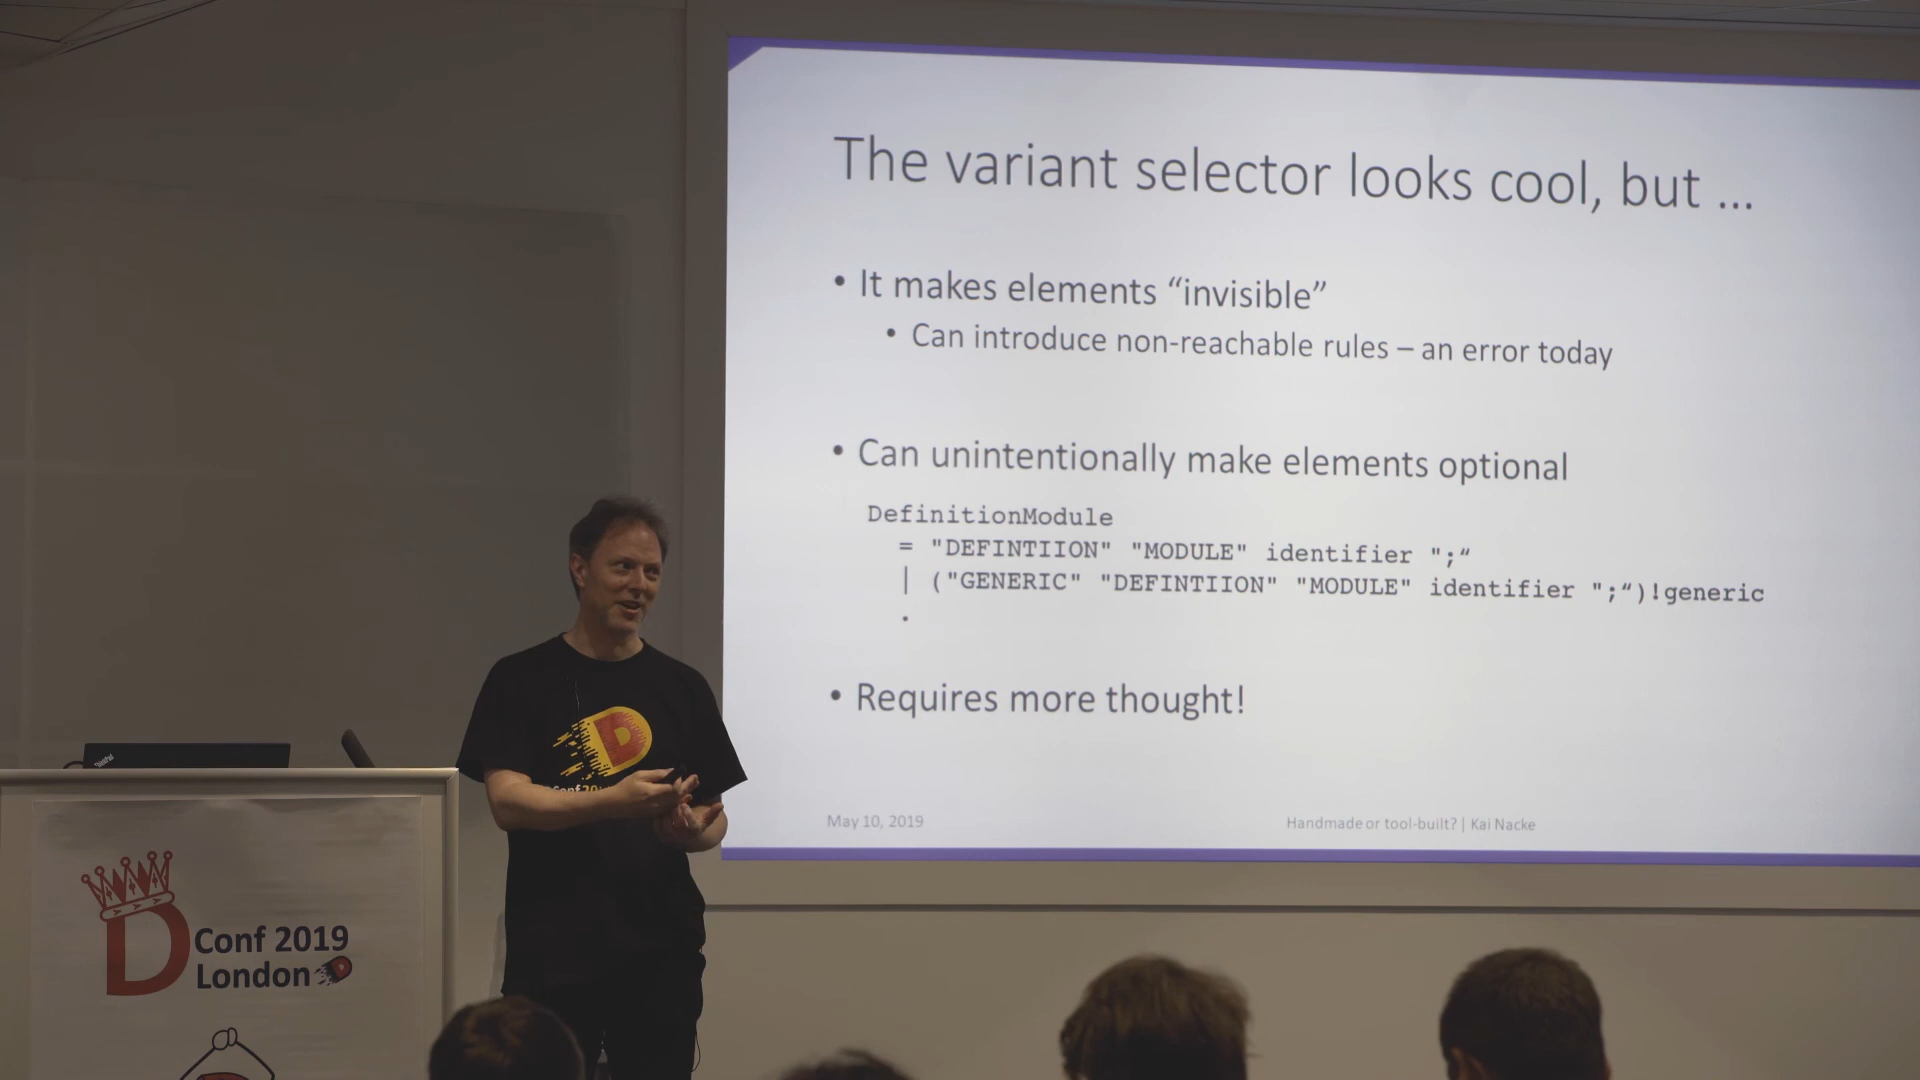 The variant selector looks cool, but ...
• It makes elements “invisible”
• Can introduce non-reachable rules – an error today
• Can unintentionally make elements optional
DefinitionModule
= "DEFINTIION" "MODULE" identifier ";“
| ("GENERIC" "DEFINTIION" "MODULE" identifier ";“)!generic
.
• Requires more thought!
May 10, 2019
Handmade or tool-built? | Kai Nacke
D
ThinkPad
D
Conf 2019
London D